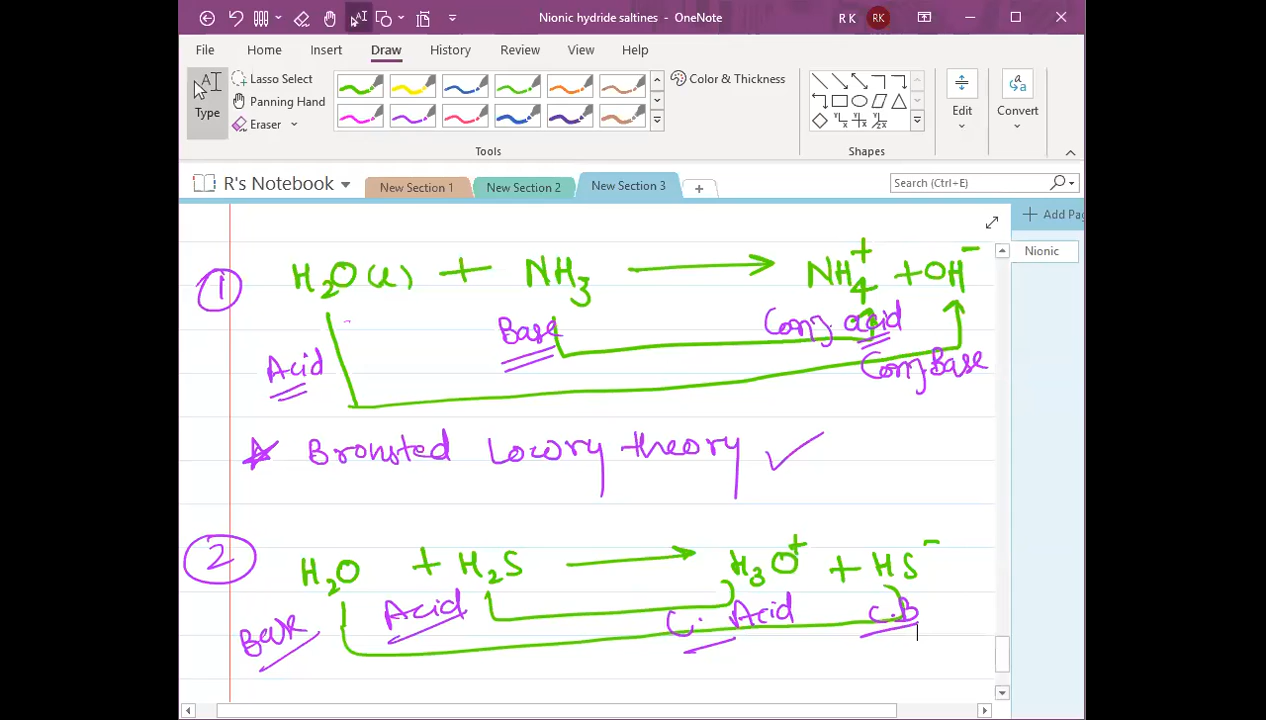 Nionic hydride saltines - OneNote
R K
RK
File Home Insert Draw History Review View Help
Type
Lasso Select
Panning Hand
Eraser
Color & Thickness
Edit
Convert
Tools
Shapes
R's Notebook
New Section 1
New Section 2
New Section 3
Search (Ctrl+E)
Add Pag
Nionic
① H₂O(l) + NH₃ → NH₄⁺ + OH⁻
Base
Conj. acid
Acid
Conj Base
Bronsted Lowry theory ✓
② H₂O + H₂S → H₃O⁺ + HS⁻
Acid
C. Acid
C.B